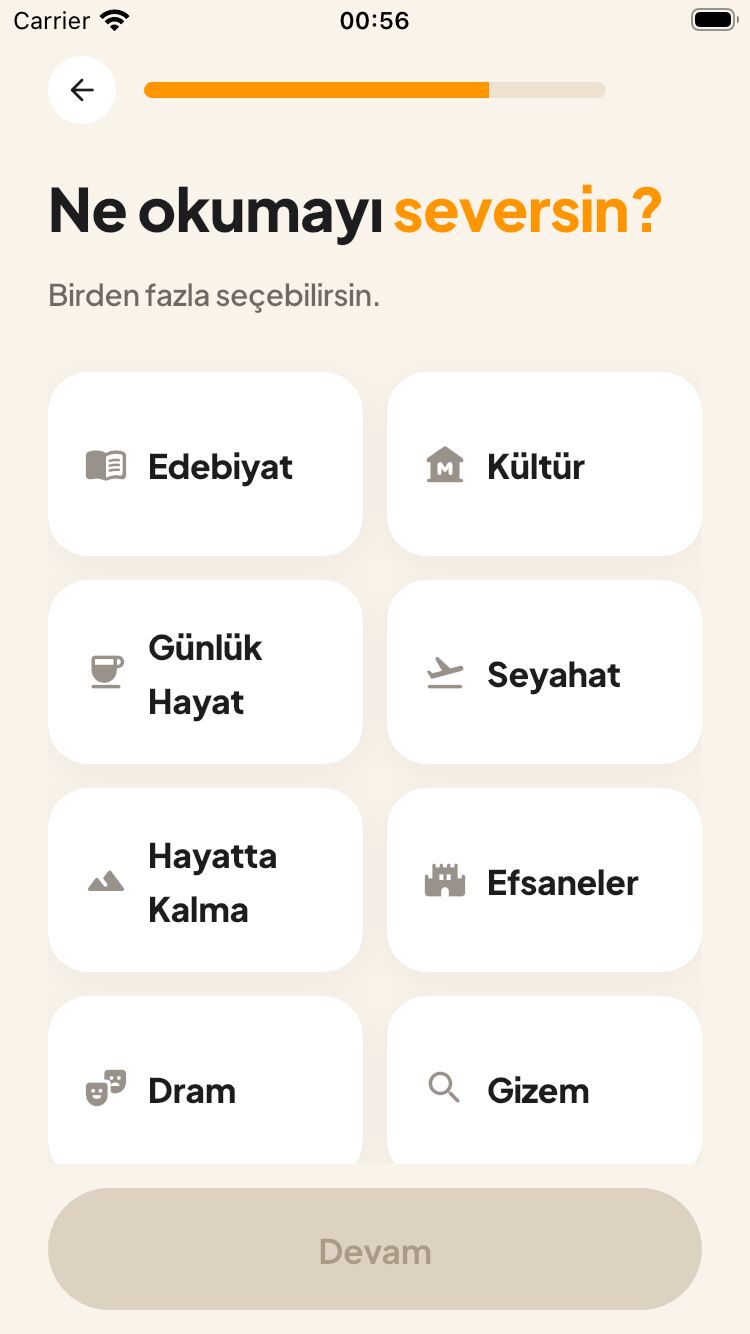 Carrier 00:56
Ne okumayı seversin?
Birden fazla seçebilirsin.
Edebiyat
Kültür
Günlük
Hayat
Seyahat
Hayatta
Kalma
Efsaneler
Dram
Gizem
Devam